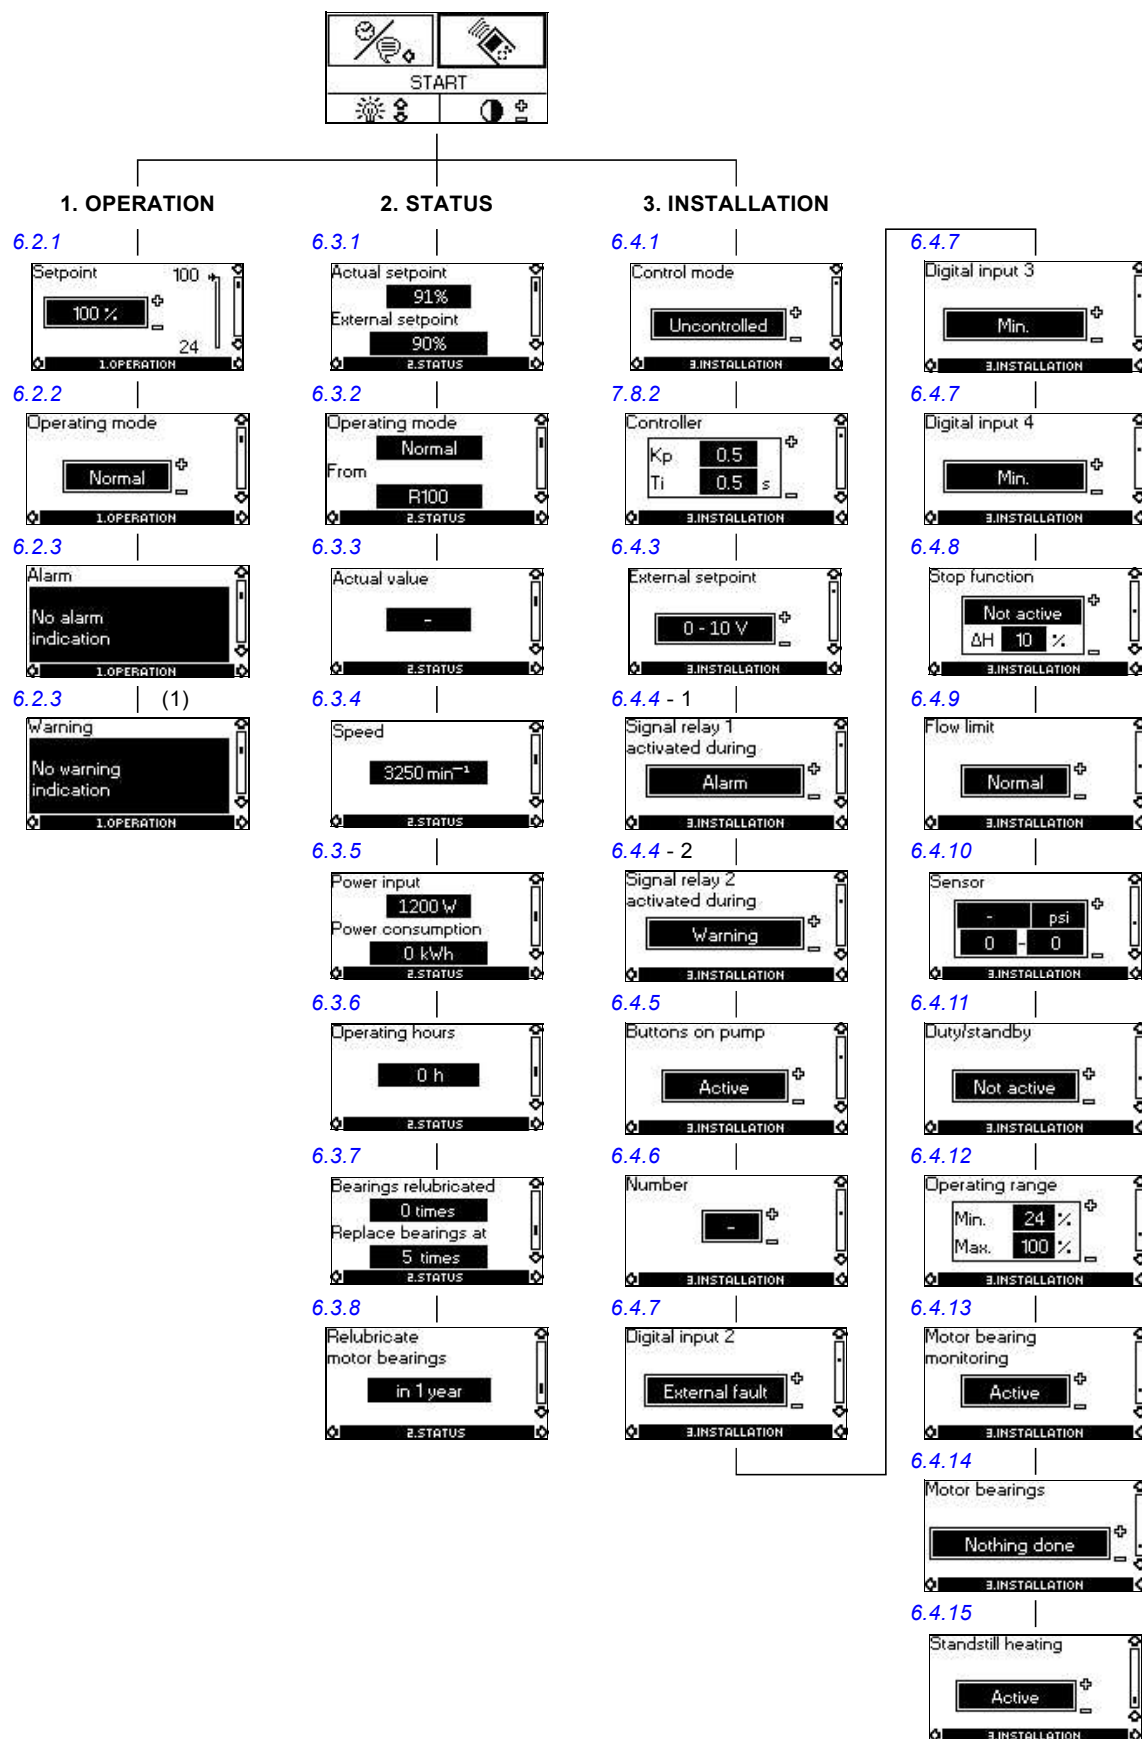 START
1. OPERATION
2. STATUS
3. INSTALLATION
6.2.1
Setpoint
100
100 %
24
1.OPERATION
6.2.2
Operating mode
Normal
1.OPERATION
6.2.3
Alarm
No alarm
indication
1.OPERATION
6.2.3 (1)
Warning
No warning
indication
1.OPERATION
6.3.1
Actual setpoint
91%
External setpoint
90%
2.STATUS
6.3.2
Operating mode
Normal
From
R100
2.STATUS
6.3.3
Actual value
-
2.STATUS
6.3.4
Speed
3250 min⁻¹
2.STATUS
6.3.5
Power input
1200 W
Power consumption
0 kWh
2.STATUS
6.3.6
Operating hours
0 h
2.STATUS
6.3.7
Bearings relubricated
0 times
Replace bearings at
5 times
2.STATUS
6.3.8
Relubricate
motor bearings
in 1 year
2.STATUS
6.4.1
Control mode
Uncontrolled
3.INSTALLATION
7.8.2
Controller
Kp 0.5
Ti 0.5 s
3.INSTALLATION
6.4.3
External setpoint
0 - 10 V
3.INSTALLATION
6.4.4 - 1
Signal relay 1
activated during
Alarm
3.INSTALLATION
6.4.4 - 2
Signal relay 2
activated during
Warning
3.INSTALLATION
6.4.5
Buttons on pump
Active
3.INSTALLATION
6.4.6
Number
-
3.INSTALLATION
6.4.7
Digital input 2
External fault
3.INSTALLATION
6.4.7
Digital input 3
Min.
3.INSTALLATION
6.4.7
Digital input 4
Min.
3.INSTALLATION
6.4.8
Stop function
Not active
ΔH 10 %
3.INSTALLATION
6.4.9
Flow limit
Normal
3.INSTALLATION
6.4.10
Sensor
- psi
0 - 0
3.INSTALLATION
6.4.11
Duty/standby
Not active
3.INSTALLATION
6.4.12
Operating range
Min. 24 %
Max. 100 %
3.INSTALLATION
6.4.13
Motor bearing
monitoring
Active
3.INSTALLATION
6.4.14
Motor bearings
Nothing done
3.INSTALLATION
6.4.15
Standstill heating
Active
3.INSTALLATION